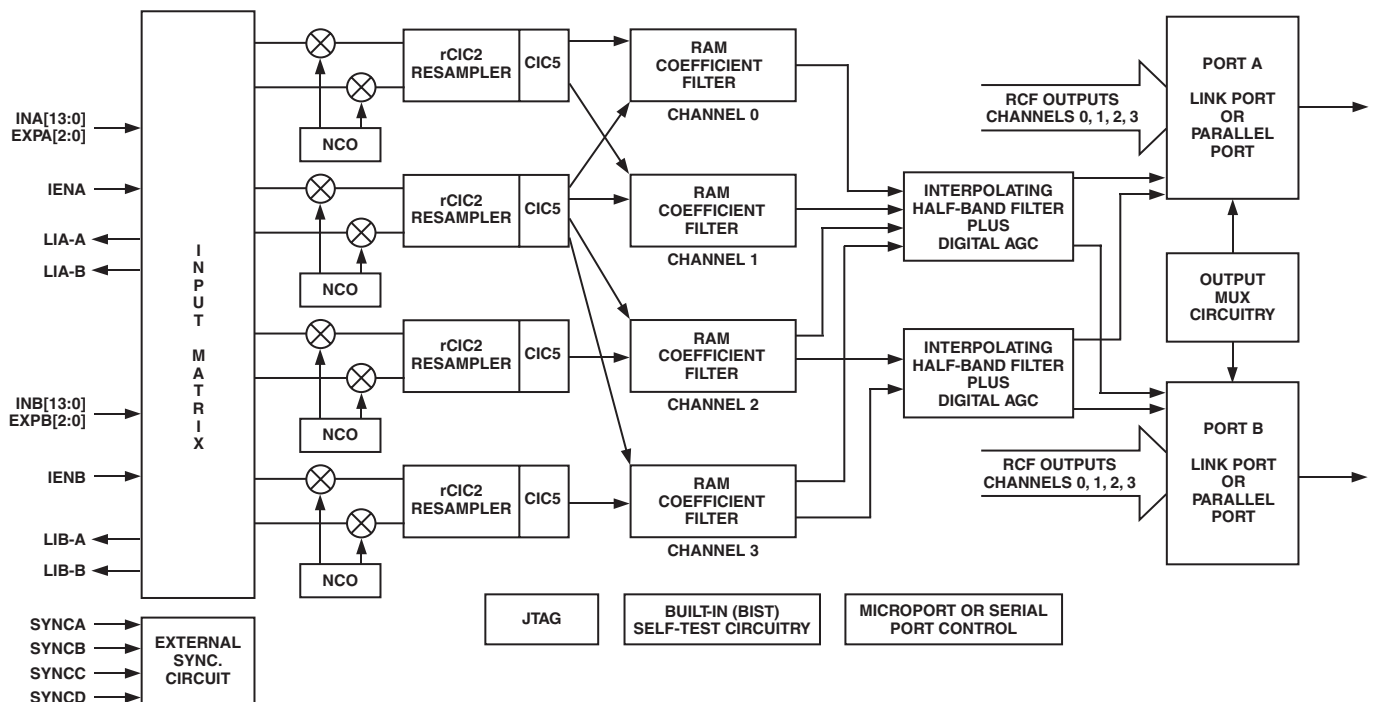 INA[13:0]
EXPA[2:0]
IENA
LIA-A
LIA-B
INB[13:0]
EXPB[2:0]
IENB
LIB-A
LIB-B
SYNCA
SYNCB
SYNCC
SYNCD
INPUT MATRIX
EXTERNAL
SYNC.
CIRCUIT
NCO
rCIC2
RESAMPLER
CIC5
RAM
COEFFICIENT
FILTER
CHANNEL 0
NCO
rCIC2
RESAMPLER
CIC5
RAM
COEFFICIENT
FILTER
CHANNEL 1
NCO
rCIC2
RESAMPLER
CIC5
RAM
COEFFICIENT
FILTER
CHANNEL 2
NCO
rCIC2
RESAMPLER
CIC5
RAM
COEFFICIENT
FILTER
CHANNEL 3
INTERPOLATING
HALF-BAND FILTER
PLUS
DIGITAL AGC
INTERPOLATING
HALF-BAND FILTER
PLUS
DIGITAL AGC
RCF OUTPUTS
CHANNELS 0, 1, 2, 3
PORT A
LINK PORT
OR
PARALLEL
PORT
OUTPUT
MUX
CIRCUITRY
RCF OUTPUTS
CHANNELS 0, 1, 2, 3
PORT B
LINK PORT
OR
PARALLEL
PORT
JTAG
BUILT-IN (BIST)
SELF-TEST CIRCUITRY
MICROPORT OR SERIAL
PORT CONTROL